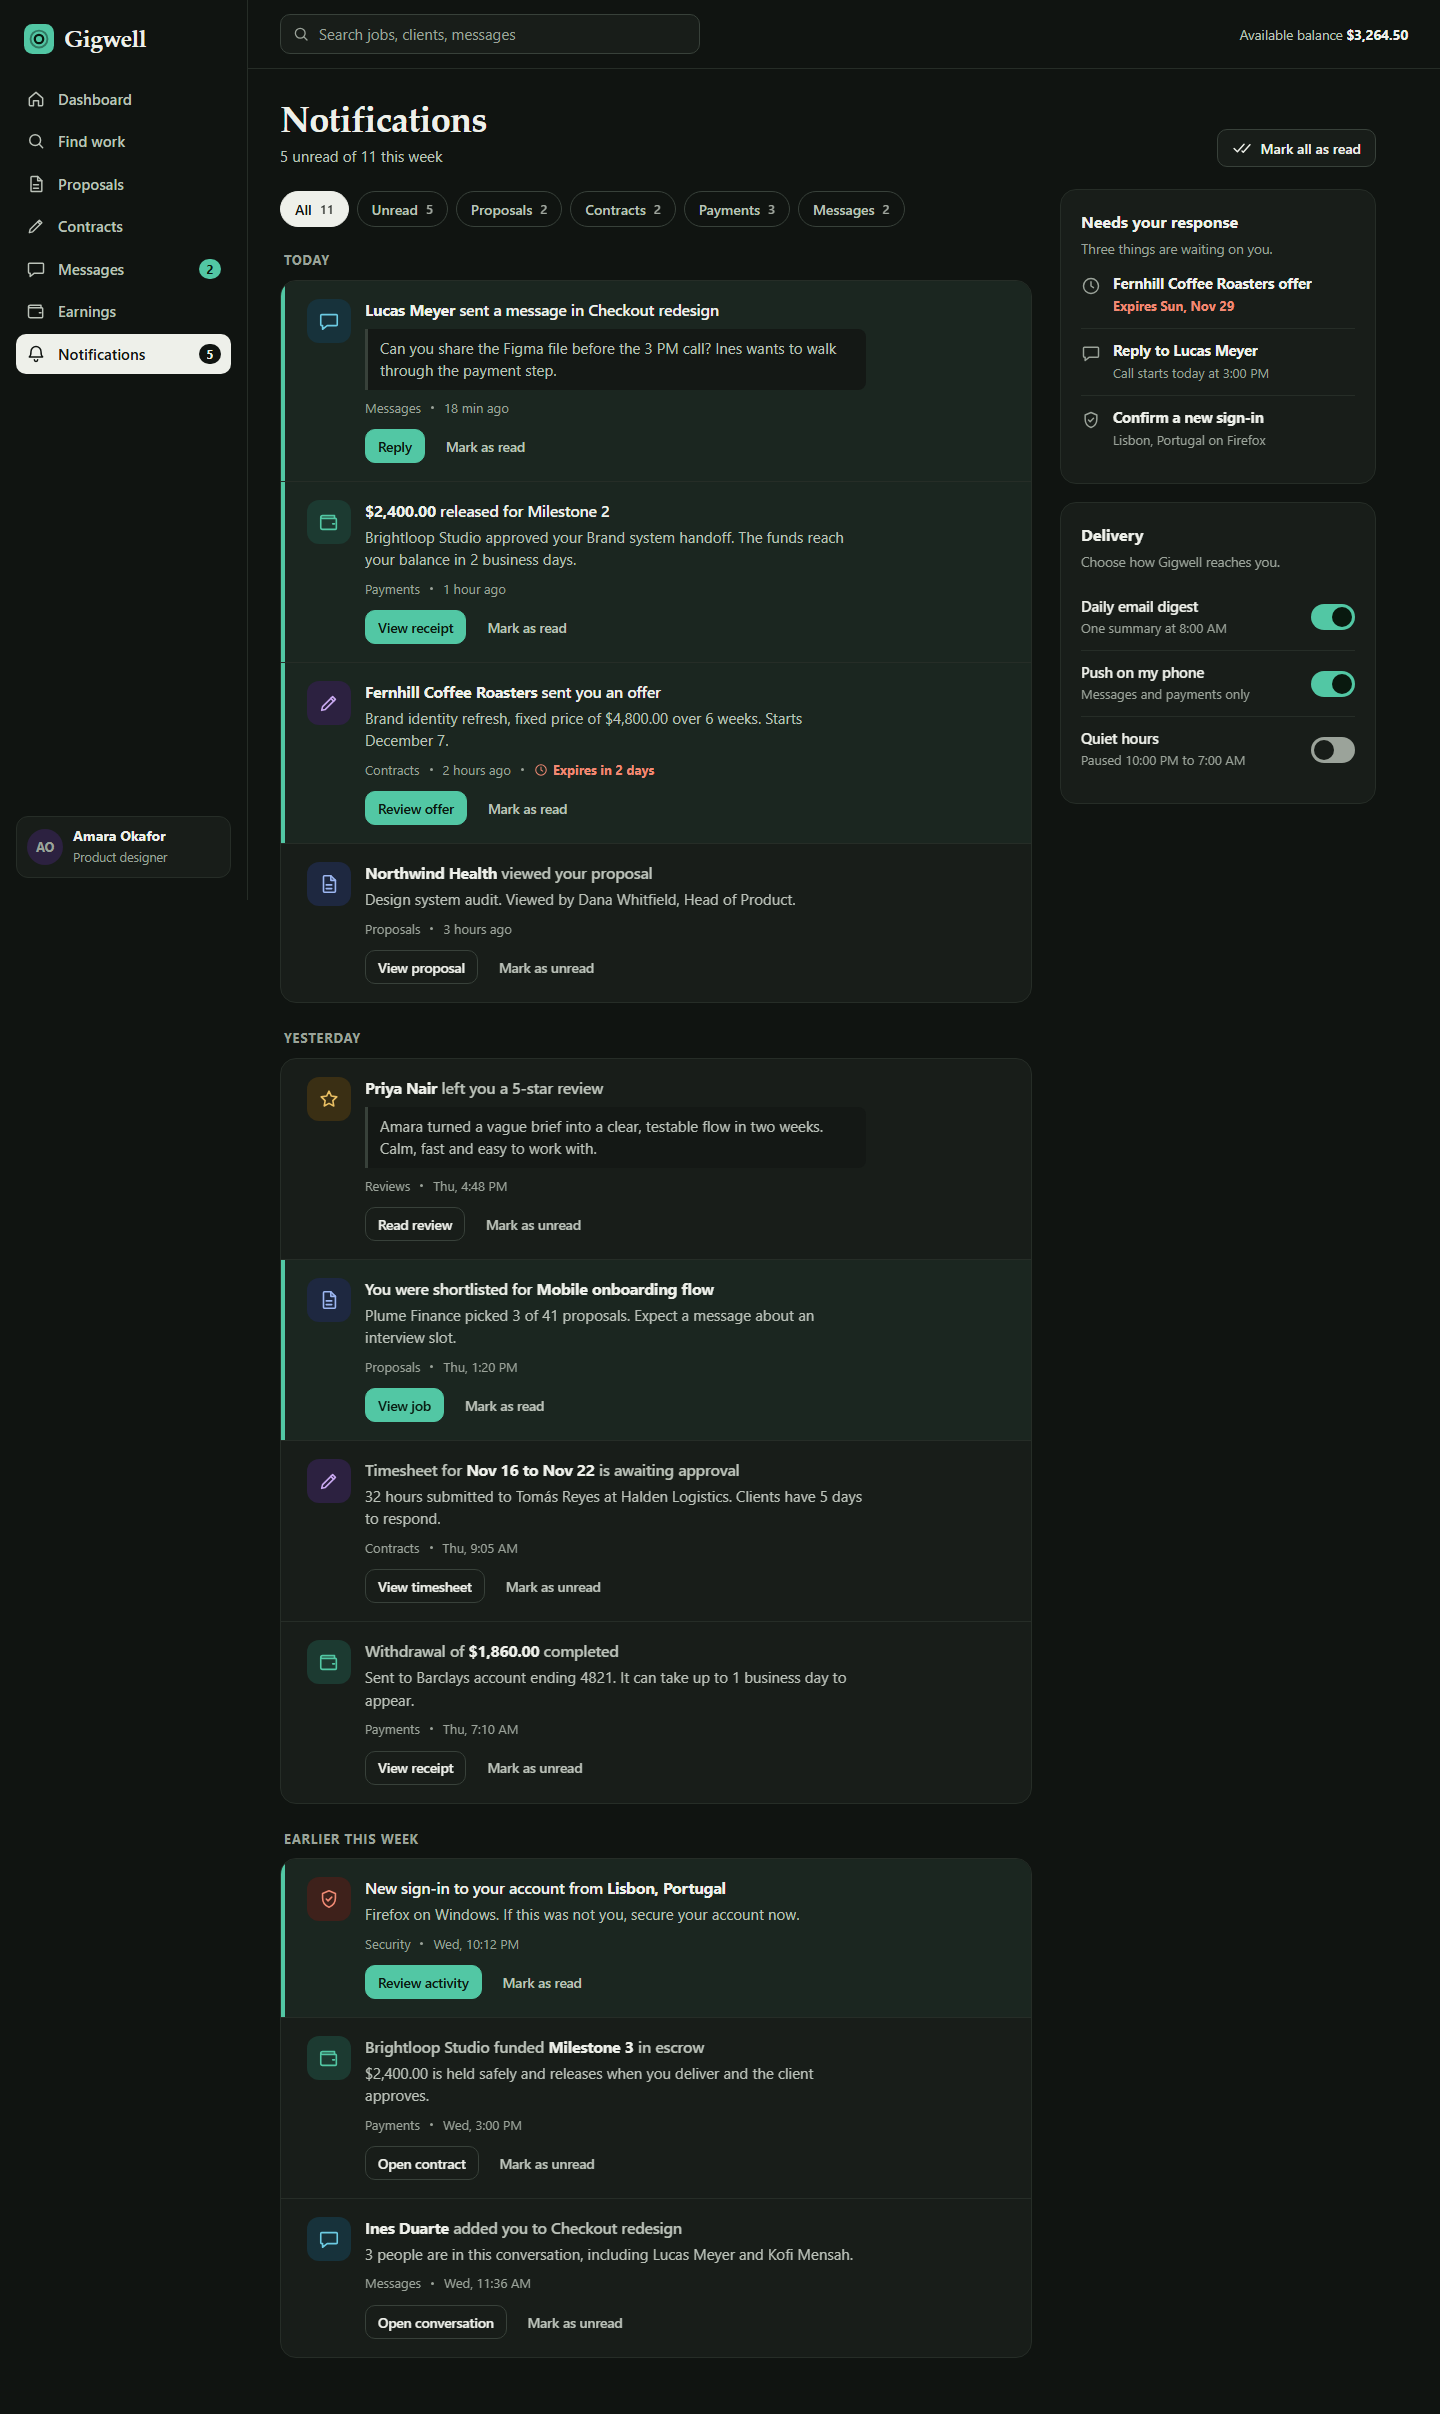 Gigwell
Dashboard
Find work
Proposals
Contracts
Messages 2
Earnings
Notifications 5
AO
Amara Okafor
Product designer
Search jobs, clients, messages
Available balance $3,264.50
Notifications
5 unread of 11 this week
Mark all as read
All 11
Unread 5
Proposals 2
Contracts 2
Payments 3
Messages 2
TODAY
Lucas Meyer sent a message in Checkout redesign
Can you share the Figma file before the 3 PM call? Ines wants to walk
through the payment step.
Messages • 18 min ago
Reply
Mark as read
$2,400.00 released for Milestone 2
Brightloop Studio approved your Brand system handoff. The funds reach
your balance in 2 business days.
Payments • 1 hour ago
View receipt
Mark as read
Fernhill Coffee Roasters sent you an offer
Brand identity refresh, fixed price of $4,800.00 over 6 weeks. Starts
December 7.
Contracts • 2 hours ago • Expires in 2 days
Review offer
Mark as read
Northwind Health viewed your proposal
Design system audit. Viewed by Dana Whitfield, Head of Product.
Proposals • 3 hours ago
View proposal
Mark as unread
YESTERDAY
Priya Nair left you a 5-star review
Amara turned a vague brief into a clear, testable flow in two weeks.
Calm, fast and easy to work with.
Reviews • Thu, 4:48 PM
Read review
Mark as unread
You were shortlisted for Mobile onboarding flow
Plume Finance picked 3 of 41 proposals. Expect a message about an
interview slot.
Proposals • Thu, 1:20 PM
View job
Mark as read
Timesheet for Nov 16 to Nov 22 is awaiting approval
32 hours submitted to Tomás Reyes at Halden Logistics. Clients have 5 days
to respond.
Contracts • Thu, 9:05 AM
View timesheet
Mark as unread
Withdrawal of $1,860.00 completed
Sent to Barclays account ending 4821. It can take up to 1 business day to
appear.
Payments • Thu, 7:10 AM
View receipt
Mark as unread
EARLIER THIS WEEK
New sign-in to your account from Lisbon, Portugal
Firefox on Windows. If this was not you, secure your account now.
Security • Wed, 10:12 PM
Review activity
Mark as read
Brightloop Studio funded Milestone 3 in escrow
$2,400.00 is held safely and releases when you deliver and the client
approves.
Payments • Wed, 3:00 PM
Open contract
Mark as unread
Ines Duarte added you to Checkout redesign
3 people are in this conversation, including Lucas Meyer and Kofi Mensah.
Messages • Wed, 11:36 AM
Open conversation
Mark as unread
Needs your response
Three things are waiting on you.
Fernhill Coffee Roasters offer
Expires Sun, Nov 29
Reply to Lucas Meyer
Call starts today at 3:00 PM
Confirm a new sign-in
Lisbon, Portugal on Firefox
Delivery
Choose how Gigwell reaches you.
Daily email digest
One summary at 8:00 AM
Push on my phone
Messages and payments only
Quiet hours
Paused 10:00 PM to 7:00 AM